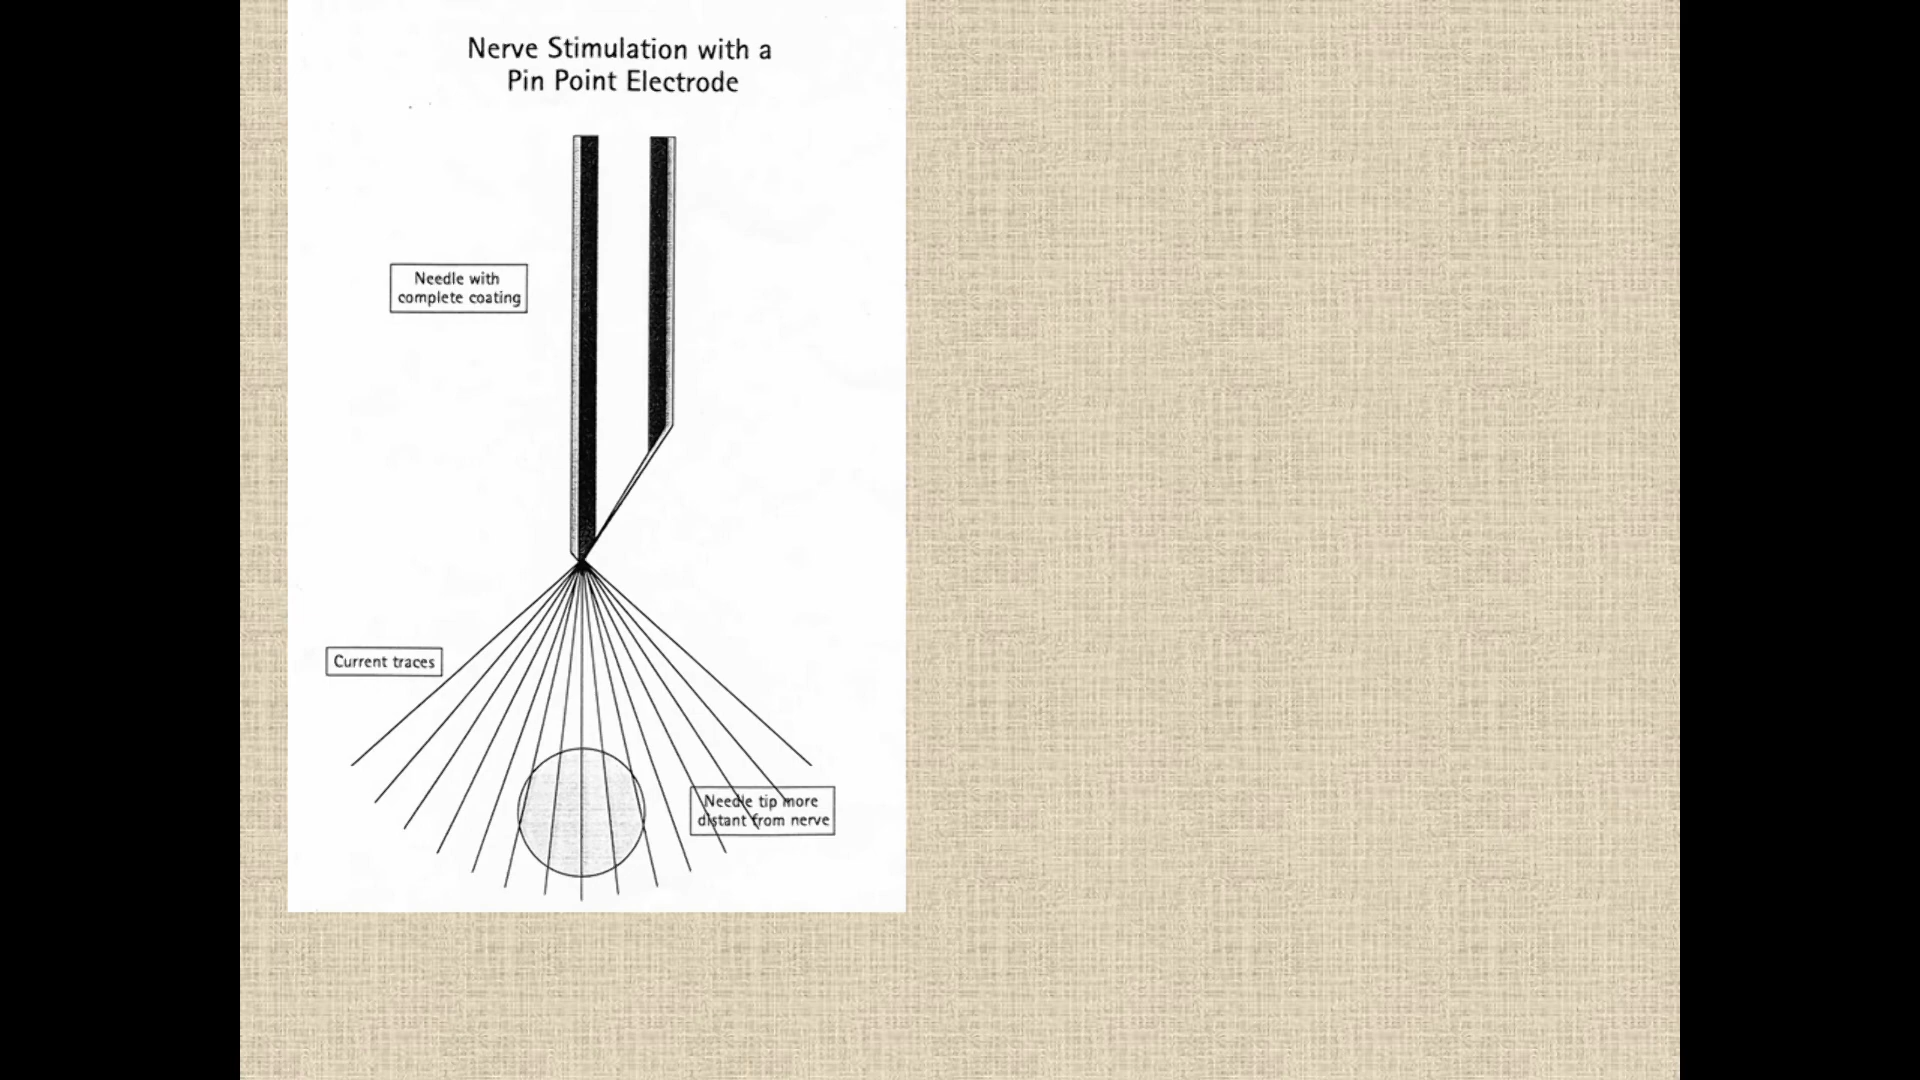 Nerve Stimulation with a
Pin Point Electrode
Needle with
complete coating
Current traces
Needle tip more
distant from nerve